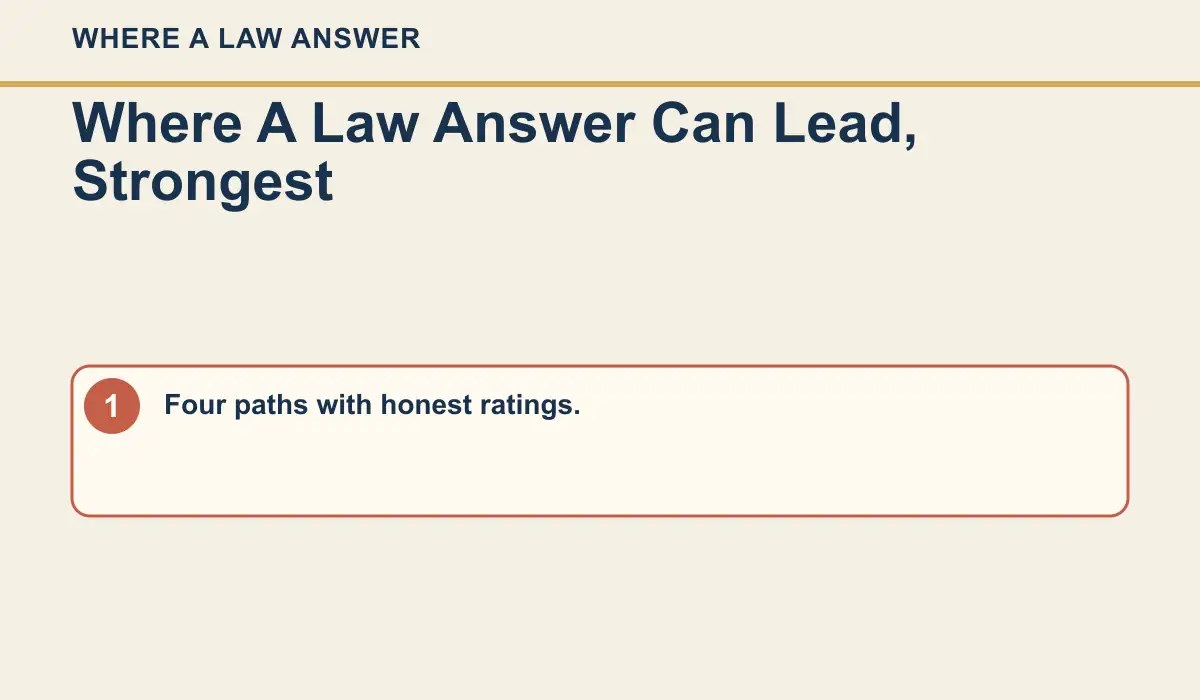 WHERE A LAW ANSWER
Where A Law Answer Can Lead,
Strongest
1
Four paths with honest ratings.